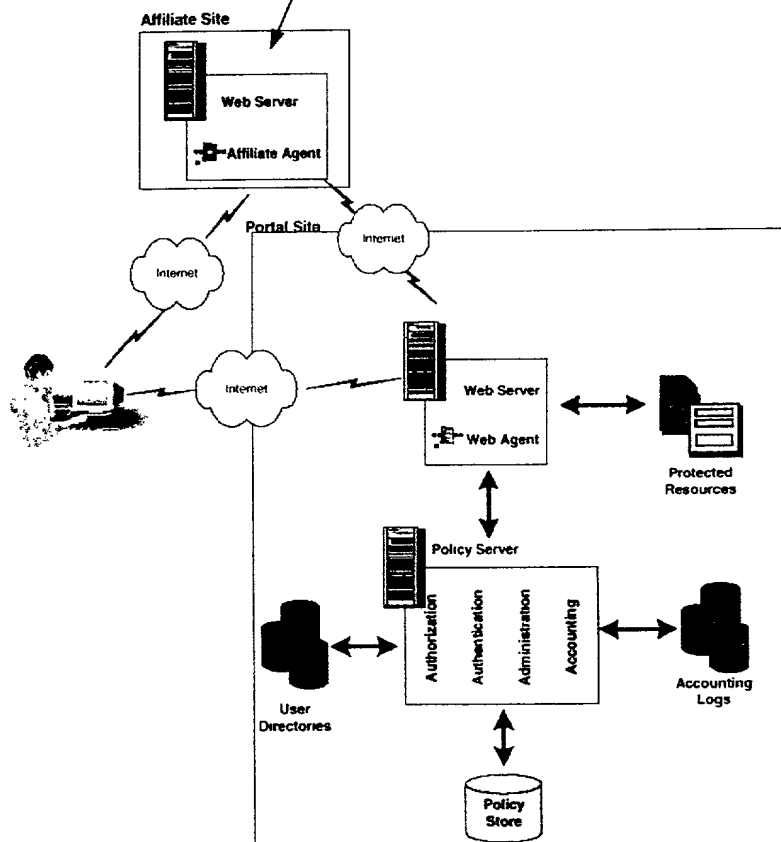 Affiliate Site
Web Server
Affiliate Agent
Portal Site
Internet
Internet
Internet
Web Server
Web Agent
Protected
Resources
Policy Server
Authorization
Authentication
Administration
Accounting
User
Directories
Accounting
Logs
Policy
Store